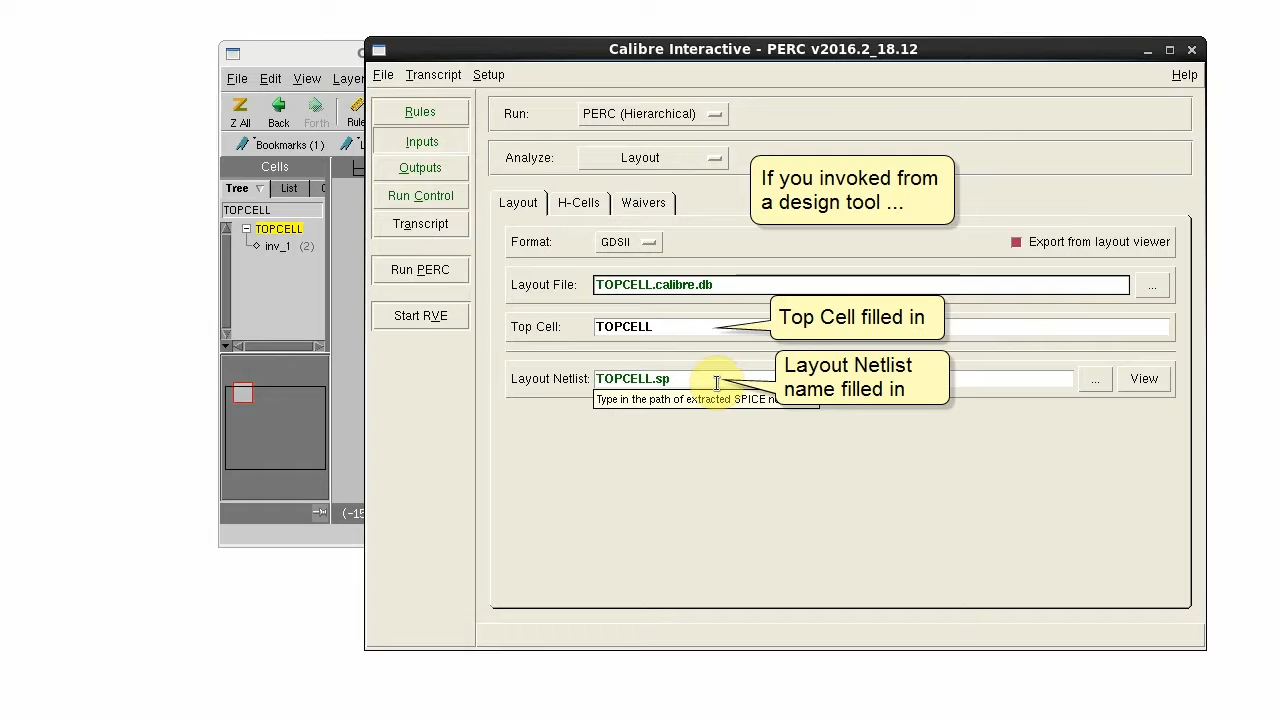 Calibre Interactive - PERC v2016.2_18.12
File Edit View Layer
Z All Back Forth Rule
Bookmarks (1)
Cells
Tree List
TOPCELL
TOPCELL
inv_1 (2)
(-15
File Transcript Setup Help
Rules
Inputs
Outputs
Run Control
Transcript
Run PERC
Start RVE
Run: PERC (Hierarchical)
Analyze: Layout
If you invoked from
a design tool ...
Layout H-Cells Waivers
Format: GDSII Export from layout viewer
Layout File: TOPCELL.calibre.db ...
Top Cell: TOPCELL
Top Cell filled in
Layout Netlist: TOPCELL.sp ... View
Layout Netlist
name filled in
Type in the path of extracted SPICE